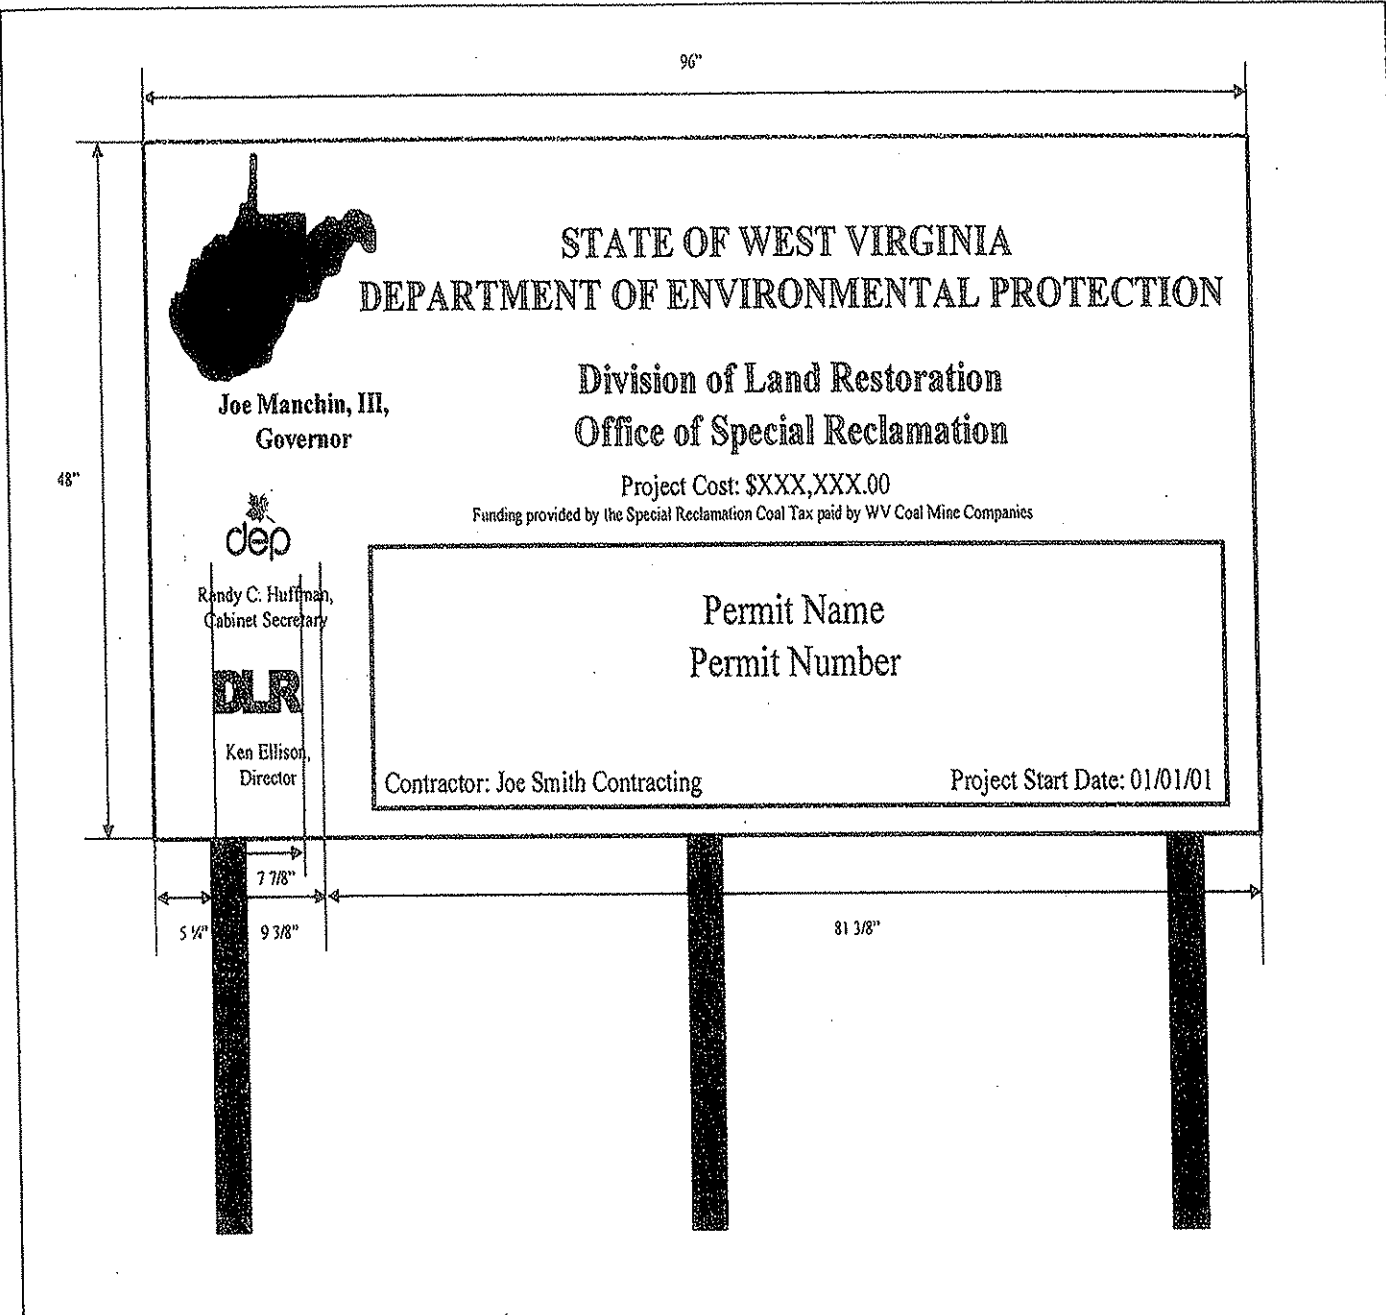 96"
STATE OF WEST VIRGINIA
DEPARTMENT OF ENVIRONMENTAL PROTECTION
Division of Land Restoration
Office of Special Reclamation
Joe Manchin, III,
Governor
48"
Project Cost: $XXX,XXX.00
Funding provided by the Special Reclamation Coal Tax paid by WV Coal Mine Companies
dep
Randy C. Huffman,
Cabinet Secretary
Permit Name
Permit Number
DLR
Ken Ellison,
Director
Contractor: Joe Smith Contracting
Project Start Date: 01/01/01
7 7/8"
5 ¼"
9 3/8"
81 3/8"